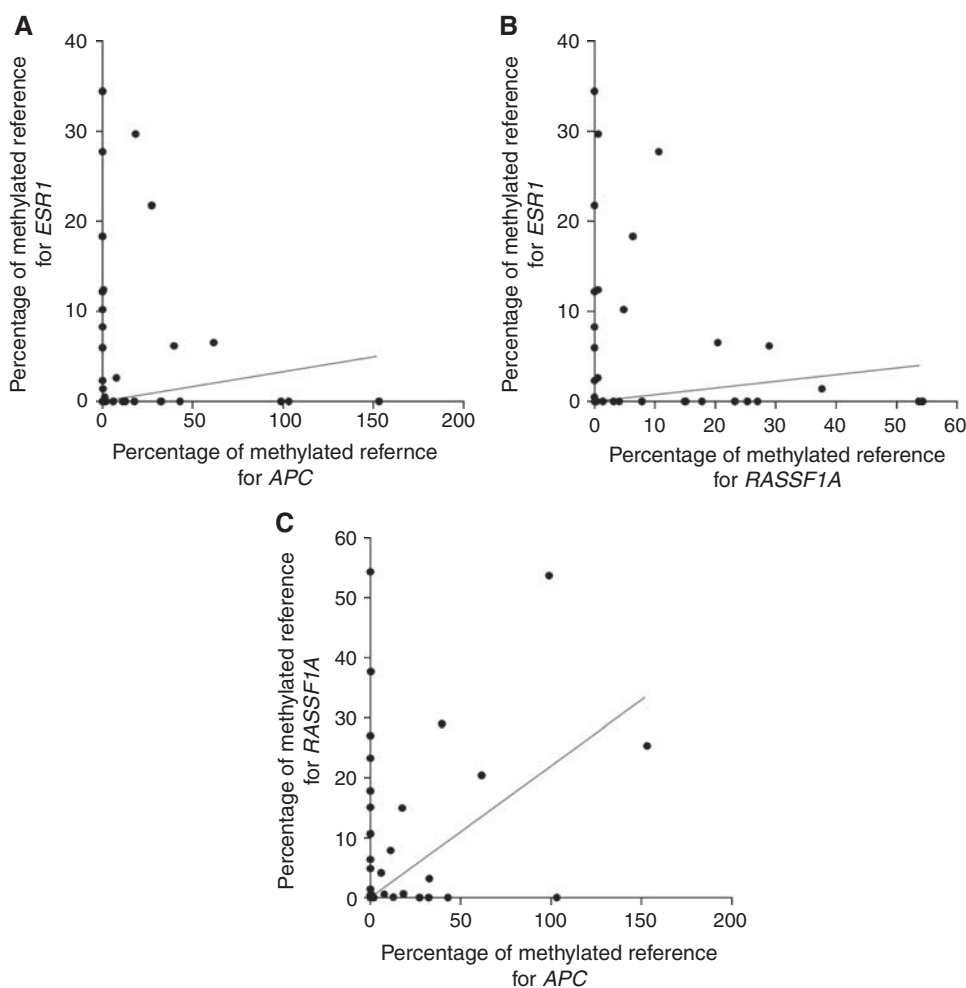 A
Percentage of methylated reference
for ESR1
40
30
20
10
0
0 50 100 150 200
Percentage of methylated refernce
for APC
B
Percentage of methylated reference
for ESR1
40
30
20
10
0
0 10 20 30 40 50 60
Percentage of methylated reference
for RASSF1A
C
Percentage of methylated reference
for RASSF1A
60
50
40
30
20
10
0
0 50 100 150 200
Percentage of methylated reference
for APC